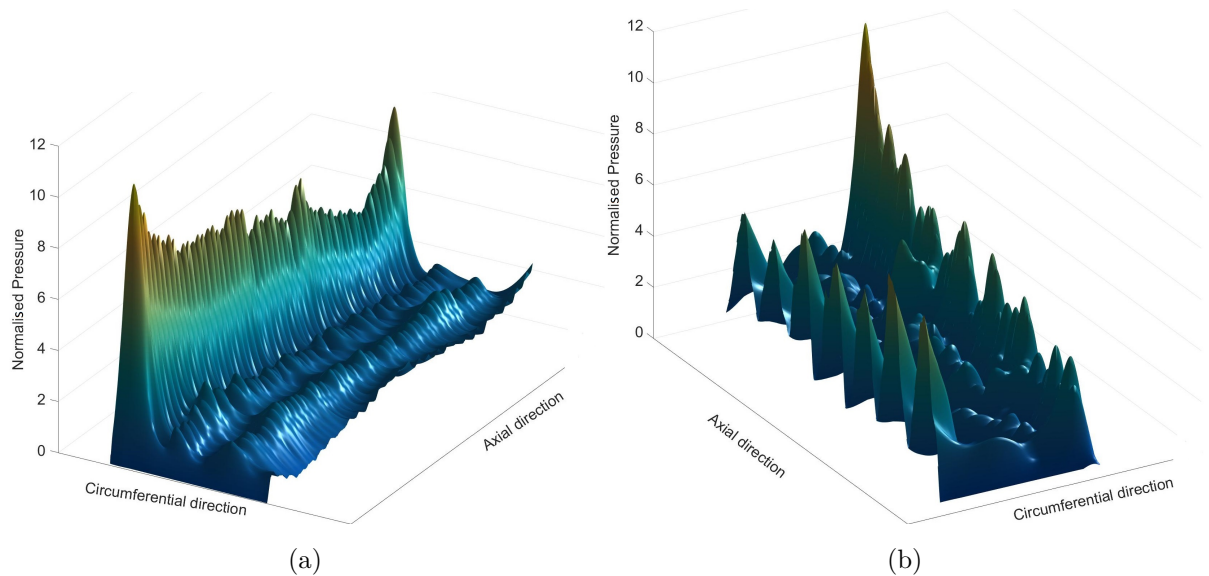 12
10
8
6
4
2
0
Normalised Pressure
Circumferential direction
Axial direction
(a)
12
10
8
6
4
2
0
Normalised Pressure
Axial direction
Circumferential direction
(b)